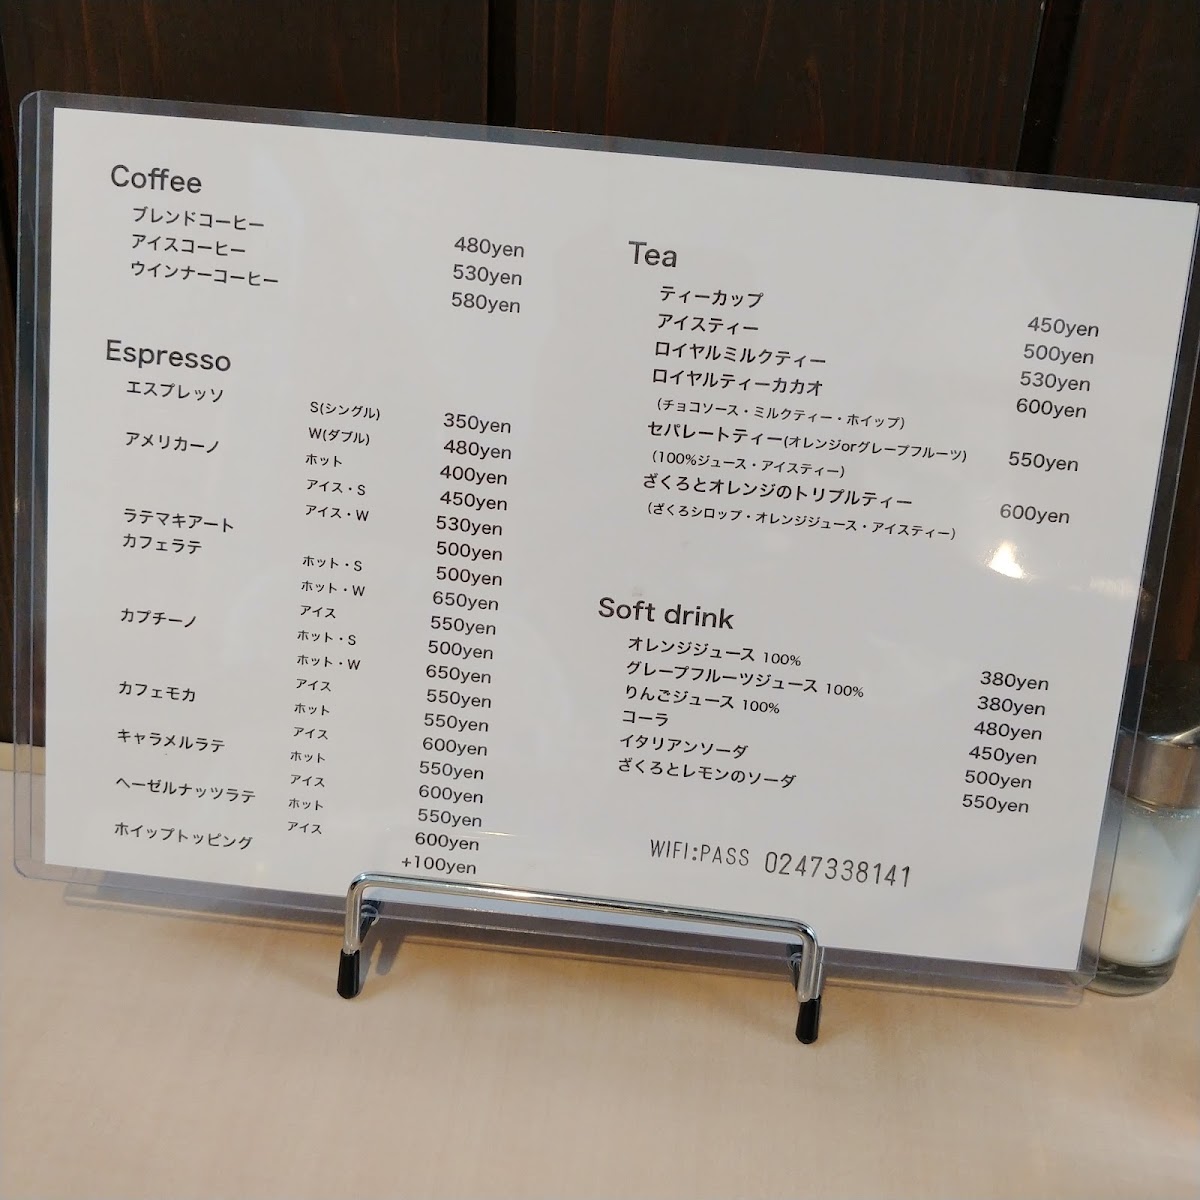 Coffee
ブレンドコーヒー 480yen
アイスコーヒー 530yen
ウインナーコーヒー 580yen
Espresso
エスプレッソ S(シングル) 350yen
W(ダブル) 480yen
アメリカーノ ホット 400yen
アイス・S 450yen
アイス・W 530yen
ラテマキアート 500yen
カフェラテ ホット・S 500yen
ホット・W 650yen
アイス 550yen
カプチーノ ホット・S 500yen
ホット・W 650yen
アイス 550yen
カフェモカ ホット 550yen
アイス 600yen
キャラメルラテ ホット 550yen
アイス 600yen
ヘーゼルナッツラテ ホット 550yen
アイス 600yen
ホイップトッピング +100yen
Tea
ティーカップ 450yen
アイスティー 500yen
ロイヤルミルクティー 530yen
ロイヤルティーカカオ 600yen
（チョコソース・ミルクティー・ホイップ）
セパレートティー(オレンジorグレープフルーツ) 550yen
（100%ジュース・アイスティー）
ざくろとオレンジのトリプルティー 600yen
（ざくろシロップ・オレンジジュース・アイスティー）
Soft drink
オレンジジュース 100% 380yen
グレープフルーツジュース 100% 380yen
りんごジュース 100% 480yen
コーラ 450yen
イタリアンソーダ 500yen
ざくろとレモンのソーダ 550yen
WIFI:PASS 0247338141